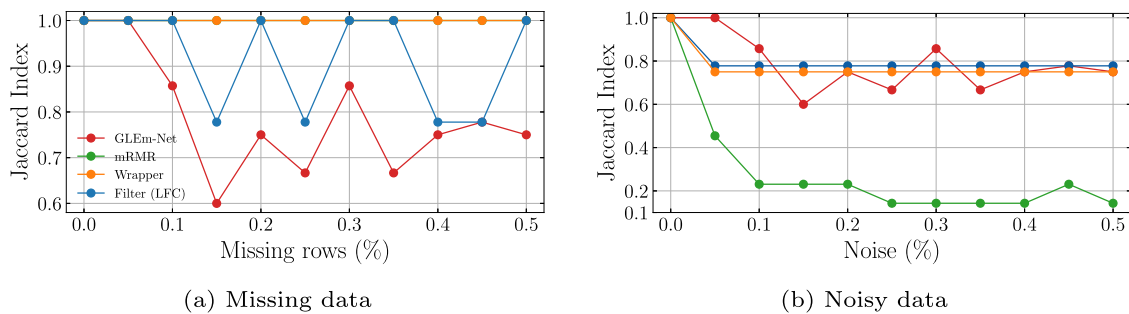 1.0
0.9
0.8
0.7
0.6
Jaccard Index
GLEm-Net
mRMR
Wrapper
Filter (LFC)
0.0 0.1 0.2 0.3 0.4 0.5
Missing rows (%)
(a) Missing data
1.0
0.8
0.6
0.4
0.2
0.1
Jaccard Index
0.0 0.1 0.2 0.3 0.4 0.5
Noise (%)
(b) Noisy data